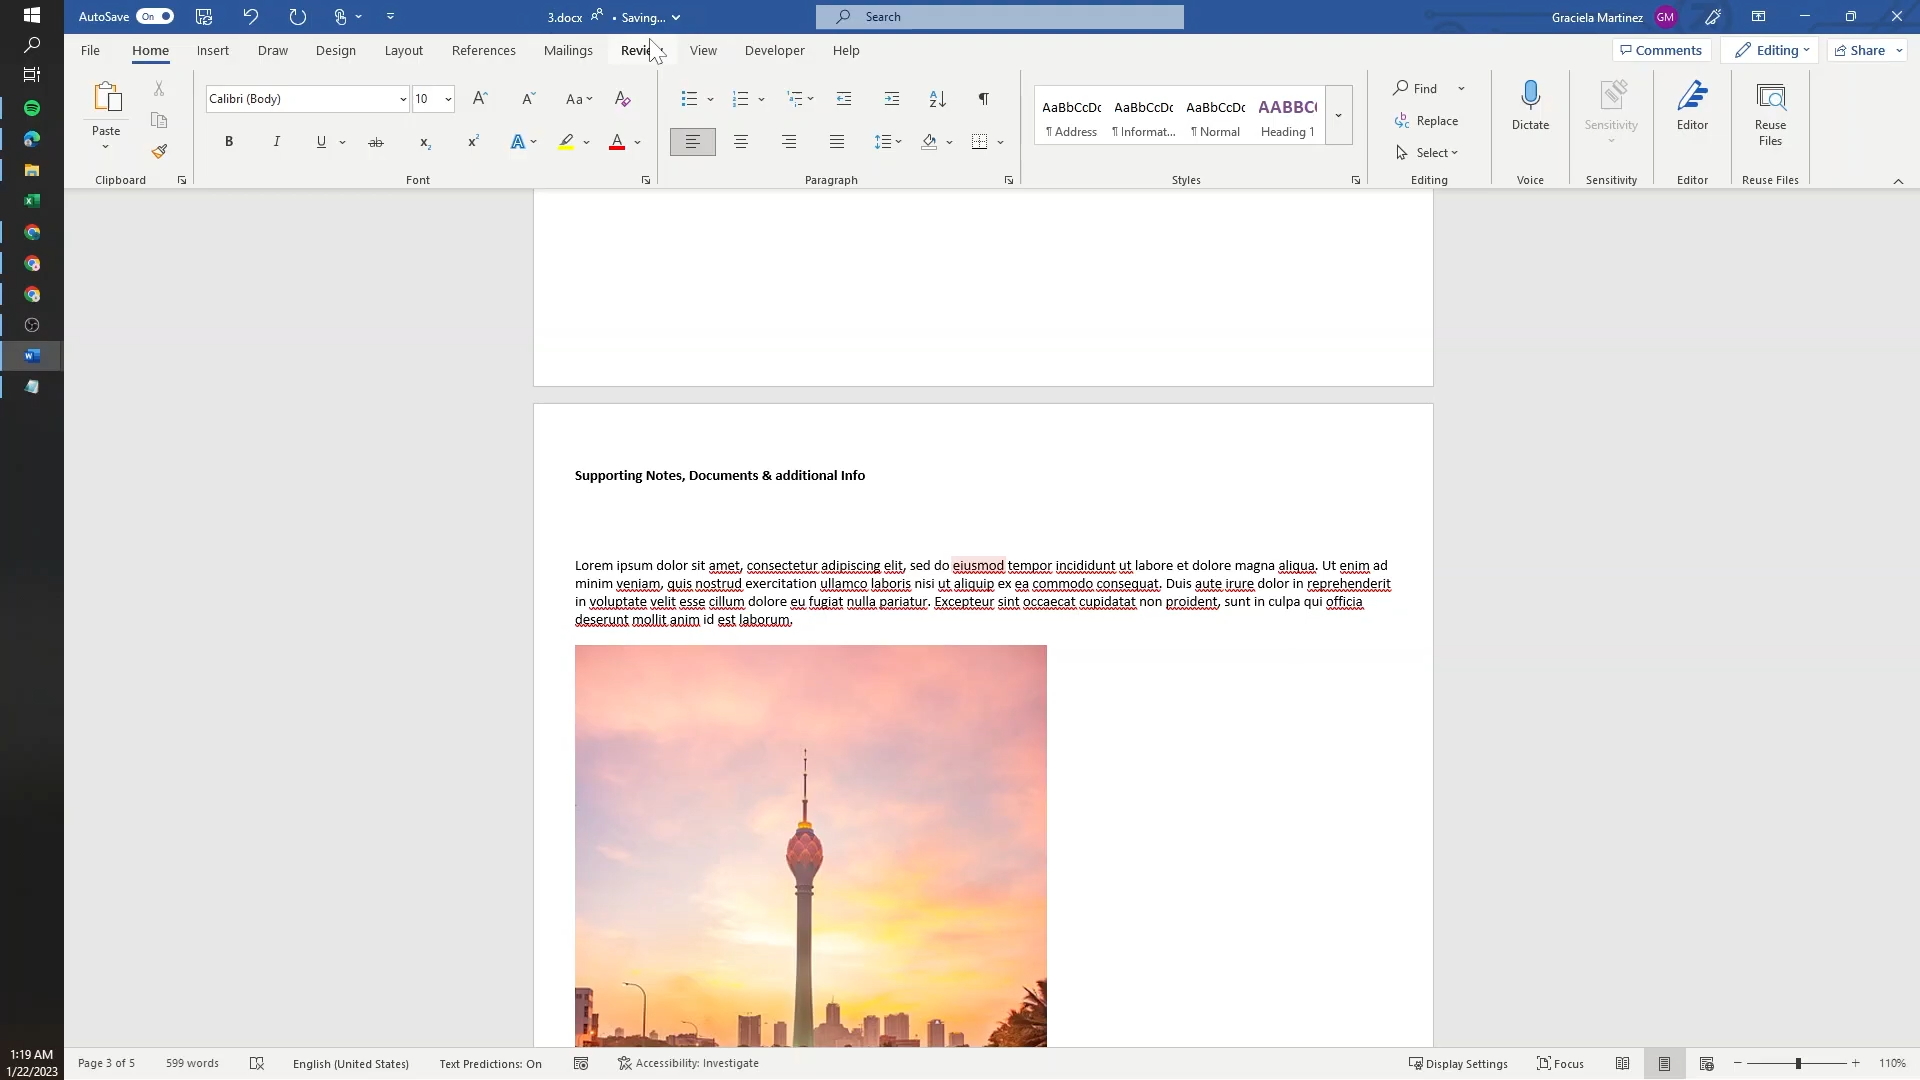 AutoSave On
3.docx • Saving...
Search
Graciela Martinez GM
File Home Insert Draw Design Layout References Mailings Review View Developer Help
Comments Editing Share
Paste
Clipboard
Calibri (Body) 10
A A Aa A
B I U ab x₂ x² A A
Font
Paragraph
AaBbCcDc AaBbCcDc AaBbCcDc AABBC(
¶ Address ¶ Informat... ¶ Normal Heading 1
Styles
Find
Replace
Select
Editing
Dictate
Voice
Sensitivity
Sensitivity
Editor
Editor
Reuse
Files
Reuse Files
Supporting Notes, Documents & additional Info
Lorem ipsum dolor sit amet, consectetur adipiscing elit, sed do eiusmod tempor incididunt ut labore et dolore magna aliqua. Ut enim ad
minim veniam, quis nostrud exercitation ullamco laboris nisi ut aliquip ex ea commodo consequat. Duis aute irure dolor in reprehenderit
in voluptate velit esse cillum dolore eu fugiat nulla pariatur. Excepteur sint occaecat cupidatat non proident, sunt in culpa qui officia
deserunt mollit anim id est laborum.
1:19 AM
1/22/2023
Page 3 of 5 599 words English (United States) Text Predictions: On Accessibility: Investigate
Display Settings Focus 110%